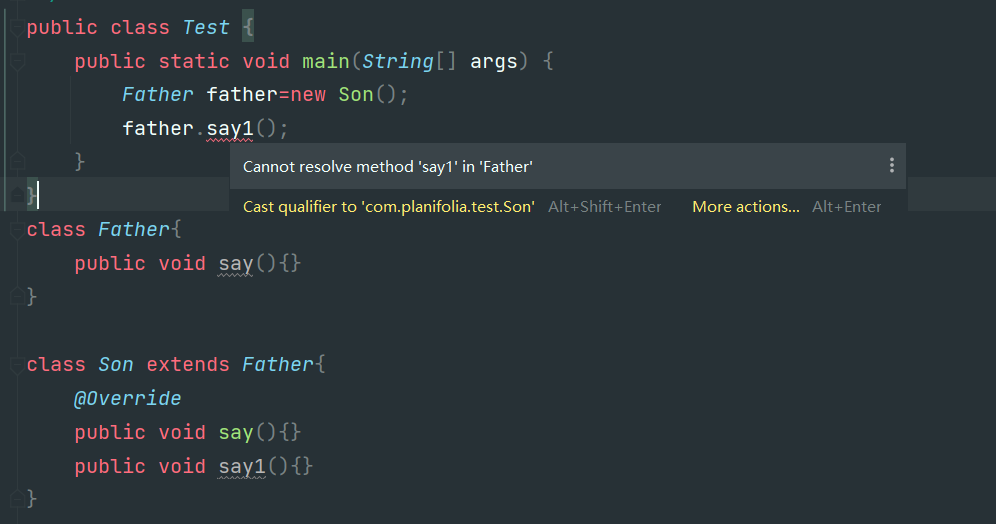 public class Test {
public static void main(String[] args) {
Father father=new Son();
father.say1();
}
Cannot resolve method 'say1' in 'Father'
}
Cast qualifier to 'com.planifolia.test.Son' Alt+Shift+Enter More actions... Alt+Enter
class Father{
public void say(){}
}
class Son extends Father{
@Override
public void say(){}
public void say1(){}
}